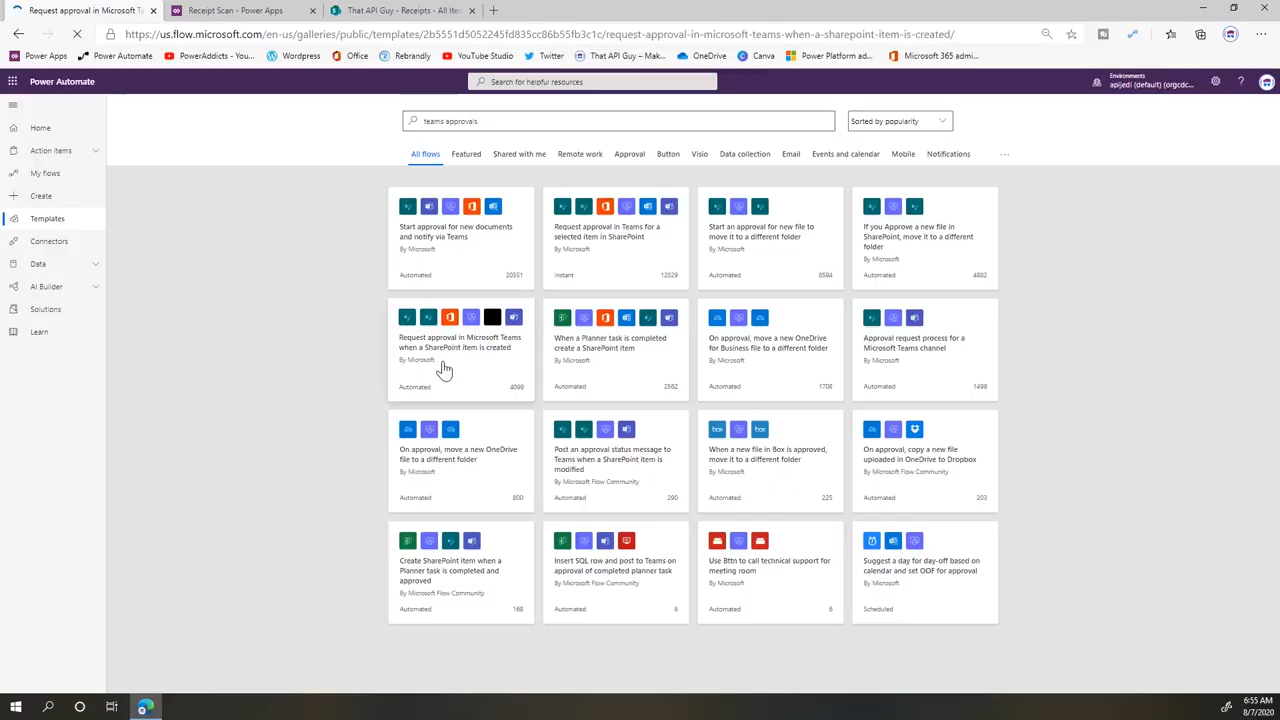 Request approval in Microsoft Te
Receipt Scan - Power Apps
That API Guy - Receipts - All Iten
https://us.flow.microsoft.com/en-us/galleries/public/templates/2b5551d5052245fd835cc86b55fb3c1c/request-approval-in-microsoft-teams-when-a-sharepoint-item-is-created/
Power Apps
Power Automate
PowerAddicts - You...
Invoice
Office
Rebrandly
YouTube Studio
Twitter
That API Guy – Mak...
OneDrive
Canva
Power Platform ad...
Microsoft 365 admi...
Power Automate
Search for helpful resources
Environments
apijedi (default) (orgcdc...
Home
Action items
My flows
Create
Templates
Connectors
Data
AI Builder
Solutions
Learn
teams approvals
Sorted by popularity
All flows
Featured
Shared with me
Remote work
Approval
Button
Visio
Data collection
Email
Events and calendar
Mobile
Notifications
...
Start approval for new documents
and notify via Teams
By Microsoft
Automated 20351
Request approval in Teams for a
selected item in SharePoint
By Microsoft
Instant 12529
Start an approval for new file to
move it to a different folder
By Microsoft
Automated 8594
If you Approve a new file in
SharePoint, move it to a different
folder
By Microsoft
Automated 4882
Request approval in Microsoft Teams
when a SharePoint item is created
By Microsoft
Automated 4099
When a Planner task is completed
create a SharePoint item
By Microsoft
Automated 2562
On approval, move a new OneDrive
for Business file to a different folder
By Microsoft
Automated 1708
Approval request process for a
Microsoft Teams channel
By Microsoft
Automated 1499
On approval, move a new OneDrive
file to a different folder
By Microsoft
Automated 800
Post an approval status message to
Teams when a SharePoint item is
modified
By Microsoft Flow Community
Automated 290
box
box
When a new file in Box is approved,
move it to a different folder
By Microsoft
Automated 225
On approval, copy a new file
uploaded in OneDrive to Dropbox
By Microsoft Flow Community
Automated 203
Create SharePoint item when a
Planner task is completed and
approved
By Microsoft Flow Community
Automated 168
Insert SQL row and post to Teams on
approval of completed planner task
By Microsoft Flow Community
Automated 8
Use Bttn to call technical support for
meeting room
By Microsoft
Automated 6
Suggest a day for day-off based on
calendar and set OOF for approval
By Microsoft
Scheduled
6:55 AM
8/7/2020